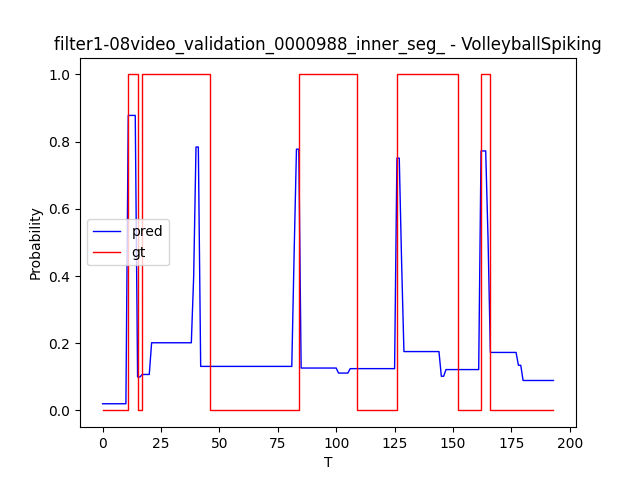 filter1-08video_validation_0000988_inner_seg_ - VolleyballSpiking
1.0
0.8
0.6
0.4
0.2
0.0
Probability
pred
gt
0 25 50 75 100 125 150 175 200
T